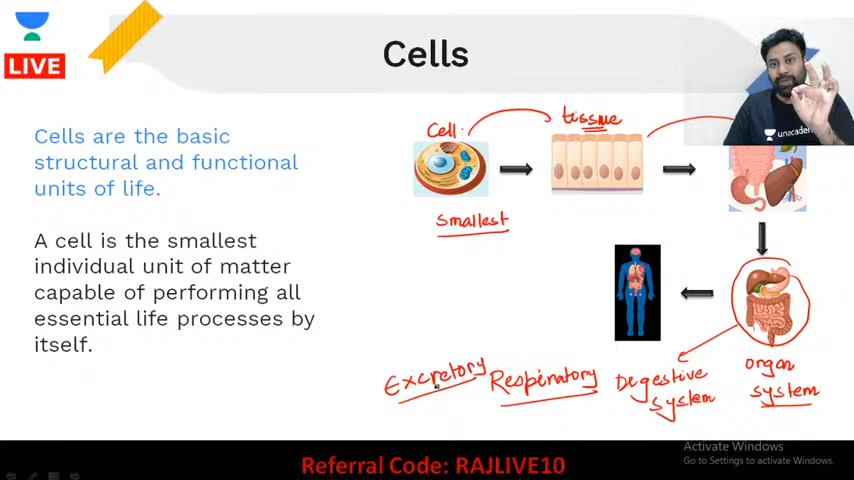 LIVE
Cells
unacademy
Cells are the basic
structural and functional
units of life.
A cell is the smallest
individual unit of matter
capable of performing all
essential life processes by
itself.
Cell
tissue
Smallest
Excretory
Respiratory
Degestive
system
organ
system
Activate Windows
Go to Settings to activate Windows.
Referral Code: RAJLIVE10